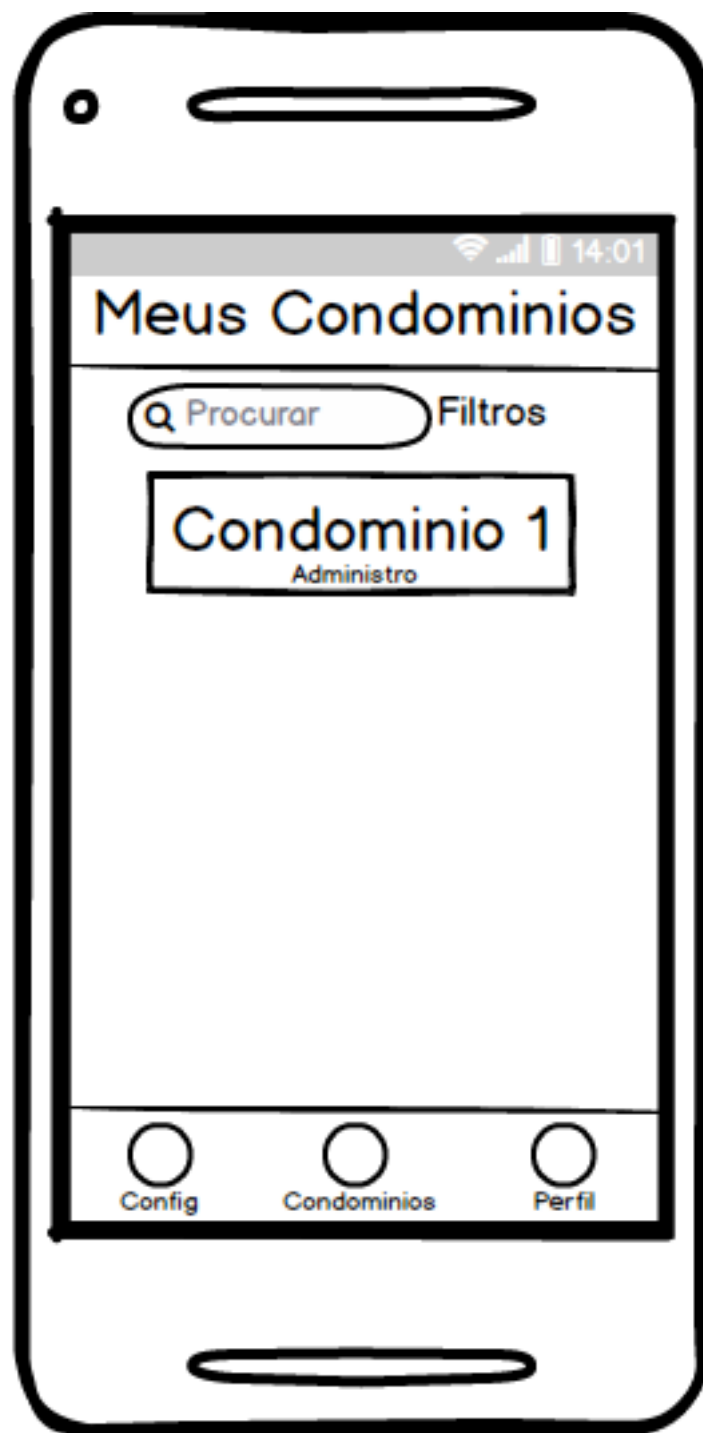 14:01
Meus Condominios
Procurar Filtros
Condominio 1
Administro
Config Condominios Perfil